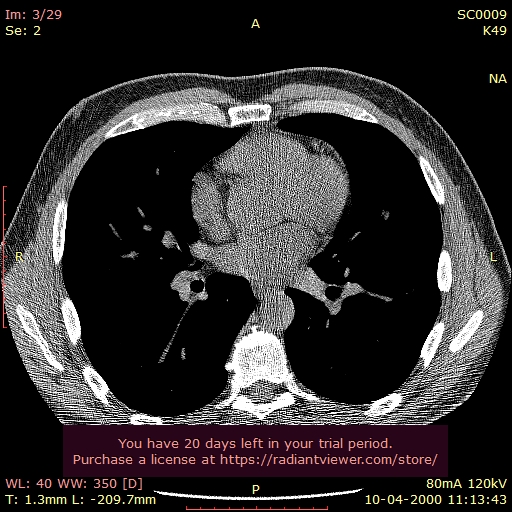 Im: 3/29
SC0009
Se: 2
A
K49
NA
R
L
You have 20 days left in your trial period.
Purchase a license at https://radiantviewer.com/store/
WL: 40 WW: 350 [D]
P
80mA 120kV
T: 1.3mm L: -209.7mm
10-04-2000 11:13:43